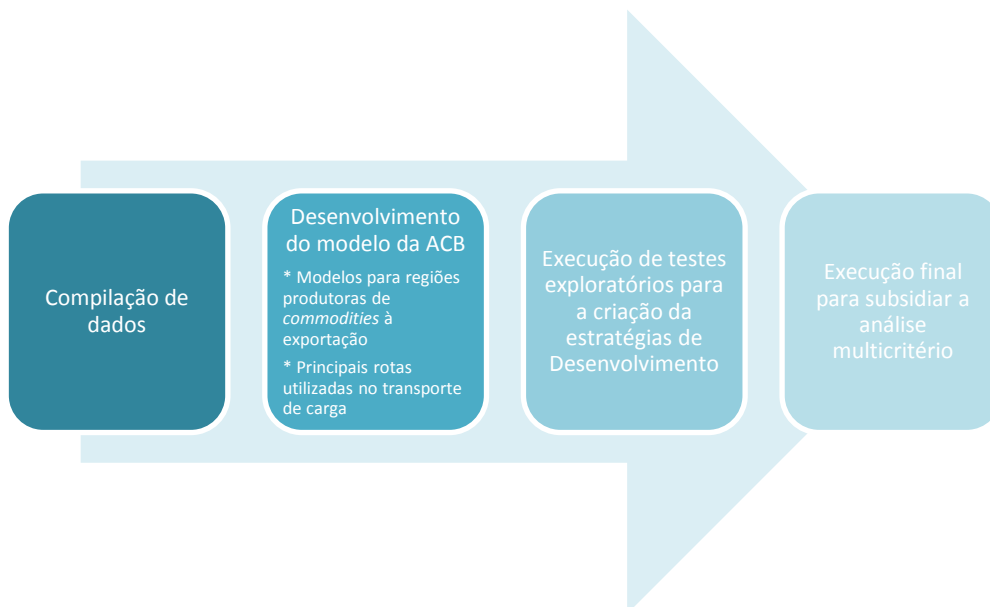 Compilação de
dados
Desenvolvimento
do modelo da ACB
* Modelos para regiões
produtoras de
commodities à
exportação
* Principais rotas
utilizadas no transporte
de carga
Execução de testes
exploratórios para
a criação da
estratégias de
Desenvolvimento
Execução final
para subsidiar a
análise
multicritério